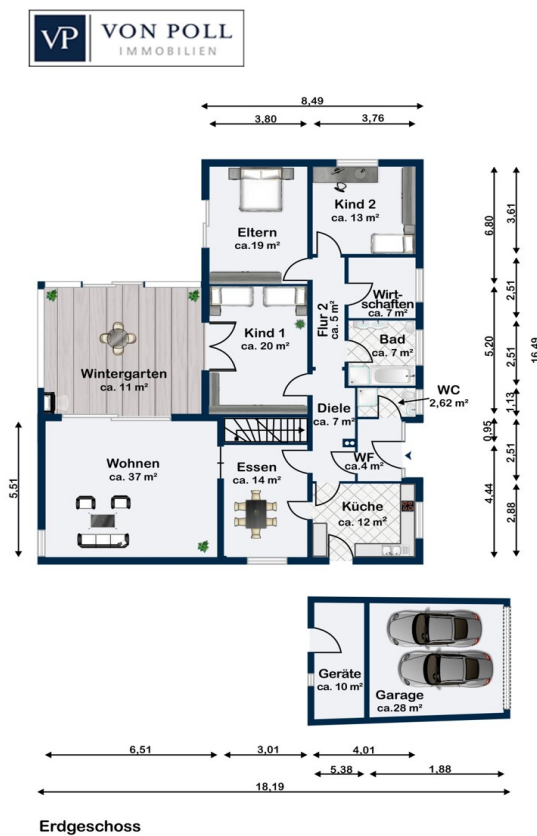 VP VON POLL
IMMOBILIEN
8,49
3,80
3,76
Eltern
ca.19 m²
Kind 2
ca. 13 m²
6,80
3,61
Wirt-
schaften
ca. 7 m²
Flur 2
ca. 5 m²
2,51
Kind 1
ca. 20 m²
Bad
ca. 7 m²
5,20
2,51
16,49
Wintergarten
ca. 11 m²
WC
2,62 m²
1,13
Diele
ca. 7 m²
0,95
2,51
Wohnen
ca. 37 m²
Essen
ca. 14 m²
WF
ca.4 m²
5,51
4,44
Küche
ca. 12 m²
2,88
Geräte
ca. 10 m²
Garage
ca.28 m²
6,51
3,01
4,01
5,38
1,88
18,19
Erdgeschoss